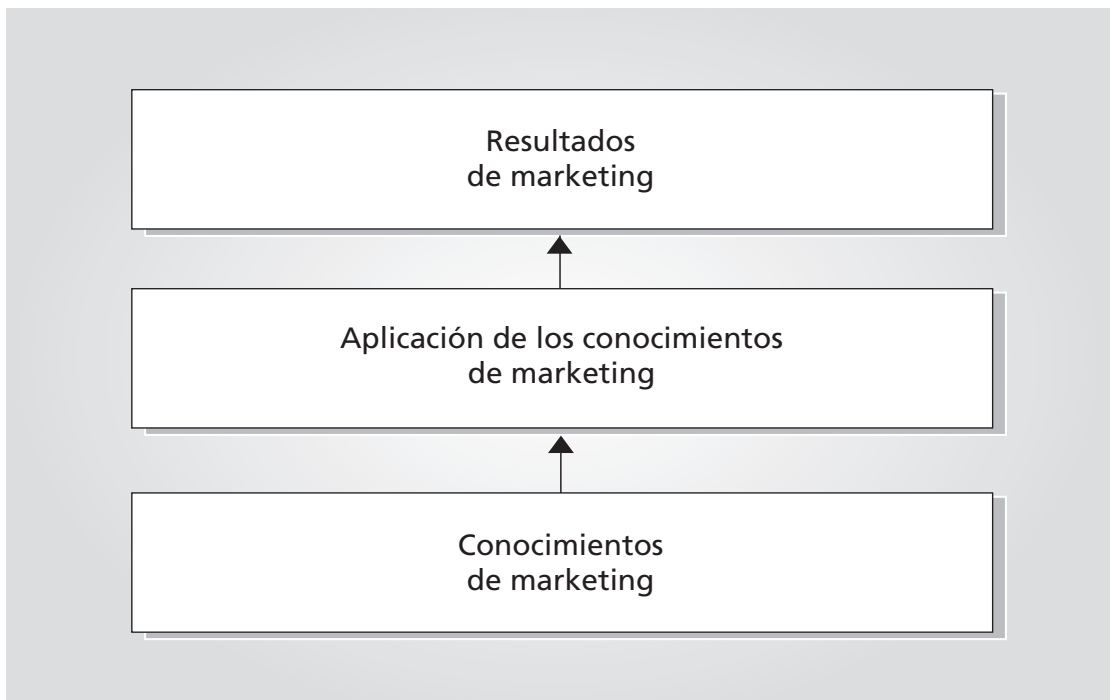 Resultados
de marketing
Aplicación de los conocimientos
de marketing
Conocimientos
de marketing